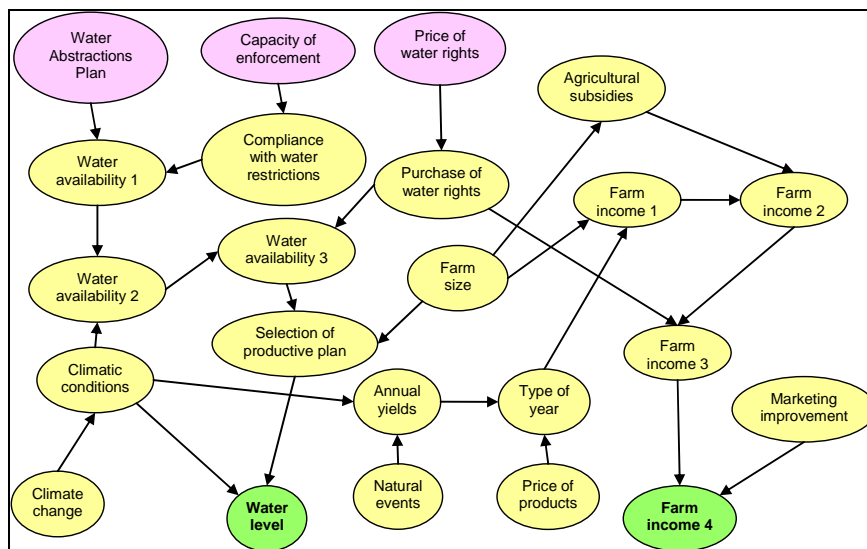 Water
Abstractions
Plan
Capacity of
enforcement
Price of
water rights
Agricultural
subsidies
Water
availability 1
Compliance
with water
restrictions
Purchase of
water rights
Farm
income 1
Farm
income 2
Water
availability 2
Water
availability 3
Farm
size
Selection of
productive plan
Farm
income 3
Climatic
conditions
Annual
yields
Type of
year
Marketing
improvement
Climate
change
Water
level
Natural
events
Price of
products
Farm
income 4